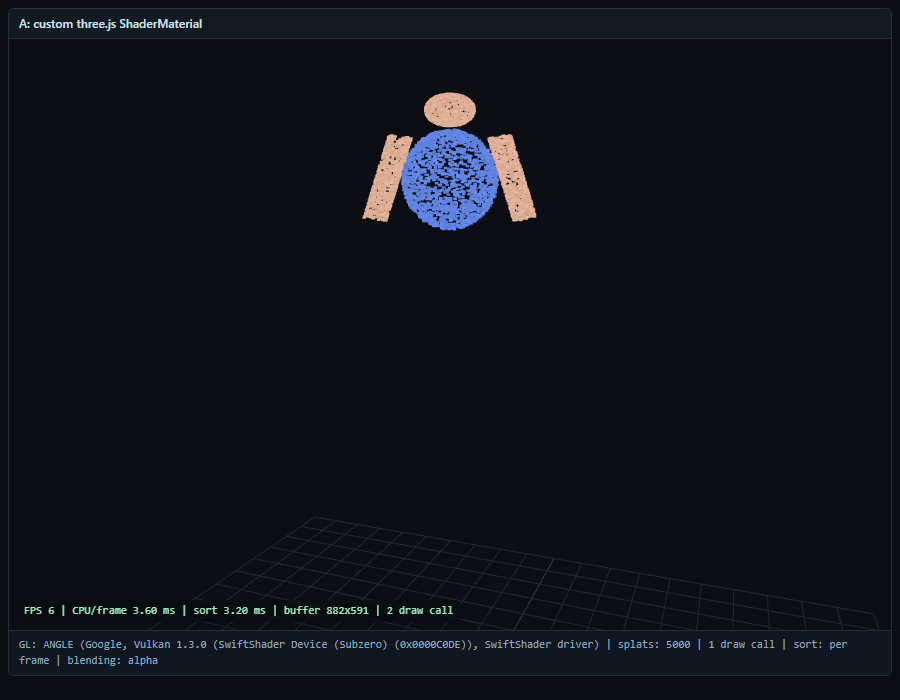 A: custom three.js ShaderMaterial
FPS 6 | CPU/frame 3.60 ms | sort 3.20 ms | buffer 882x591 | 2 draw call
GL: ANGLE (Google, Vulkan 1.3.0 (SwiftShader Device (Subzero) (0x0000C0DE)), SwiftShader driver) | splats: 5000 | 1 draw call | sort: per
frame | blending: alpha